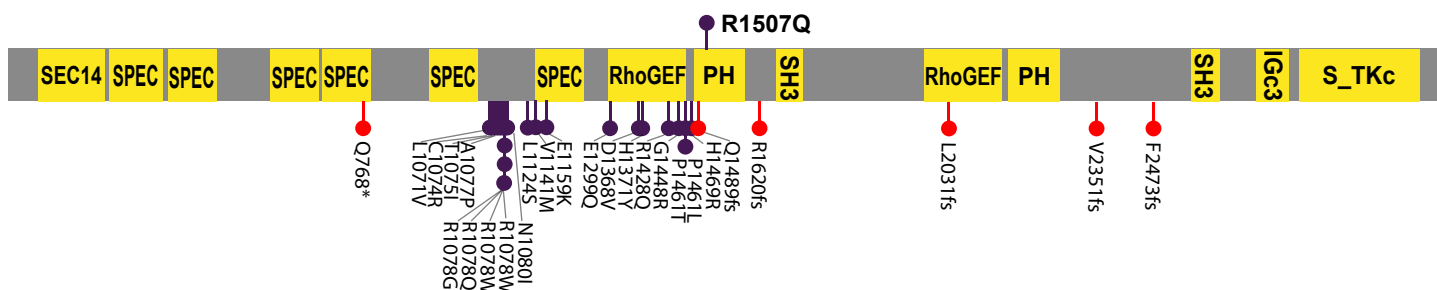 R1507Q
SEC14
SPEC
SPEC
SPEC
SPEC
SPEC
SPEC
RhoGEF
PH
SH3
RhoGEF
PH
SH3
IGc3
S_TKc
Q768*
L1071V
C1074R
T1075I
A1077P
R1078G
R1078Q
R1078W
R1078W
N1080I
L1124S
V1141M
E1159K
E1299Q
D1368V
H1371Y
R1428Q
G1448R
P1461T
P1461L
H1469R
Q1489fs
R1620fs
L2031fs
V2351fs
F2473fs